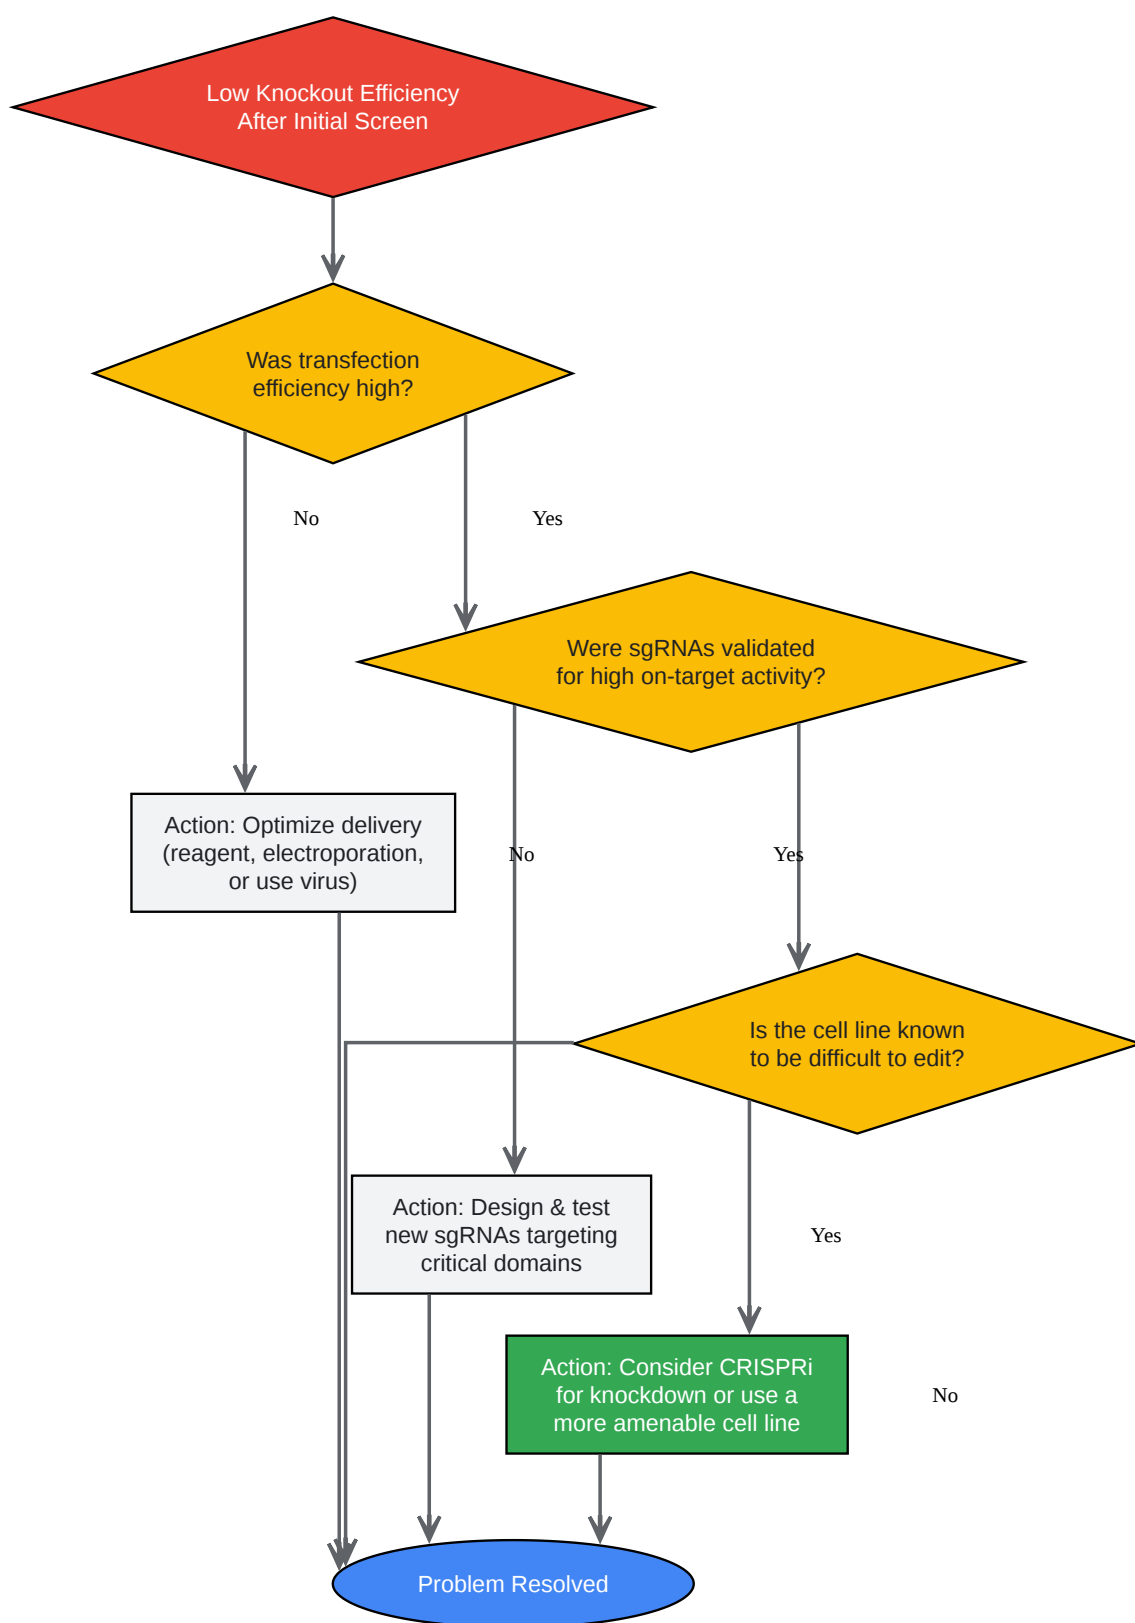 Low Knockout Efficiency
After Initial Screen
Was transfection
efficiency high?
No
Yes
Were sgRNAs validated
for high on-target activity?
Action: Optimize delivery
(reagent, electroporation,
or use virus)
No
Yes
Is the cell line known
to be difficult to edit?
Action: Design & test
new sgRNAs targeting
critical domains
Yes
Action: Consider CRISPRi
for knockdown or use a
more amenable cell line
No
Problem Resolved